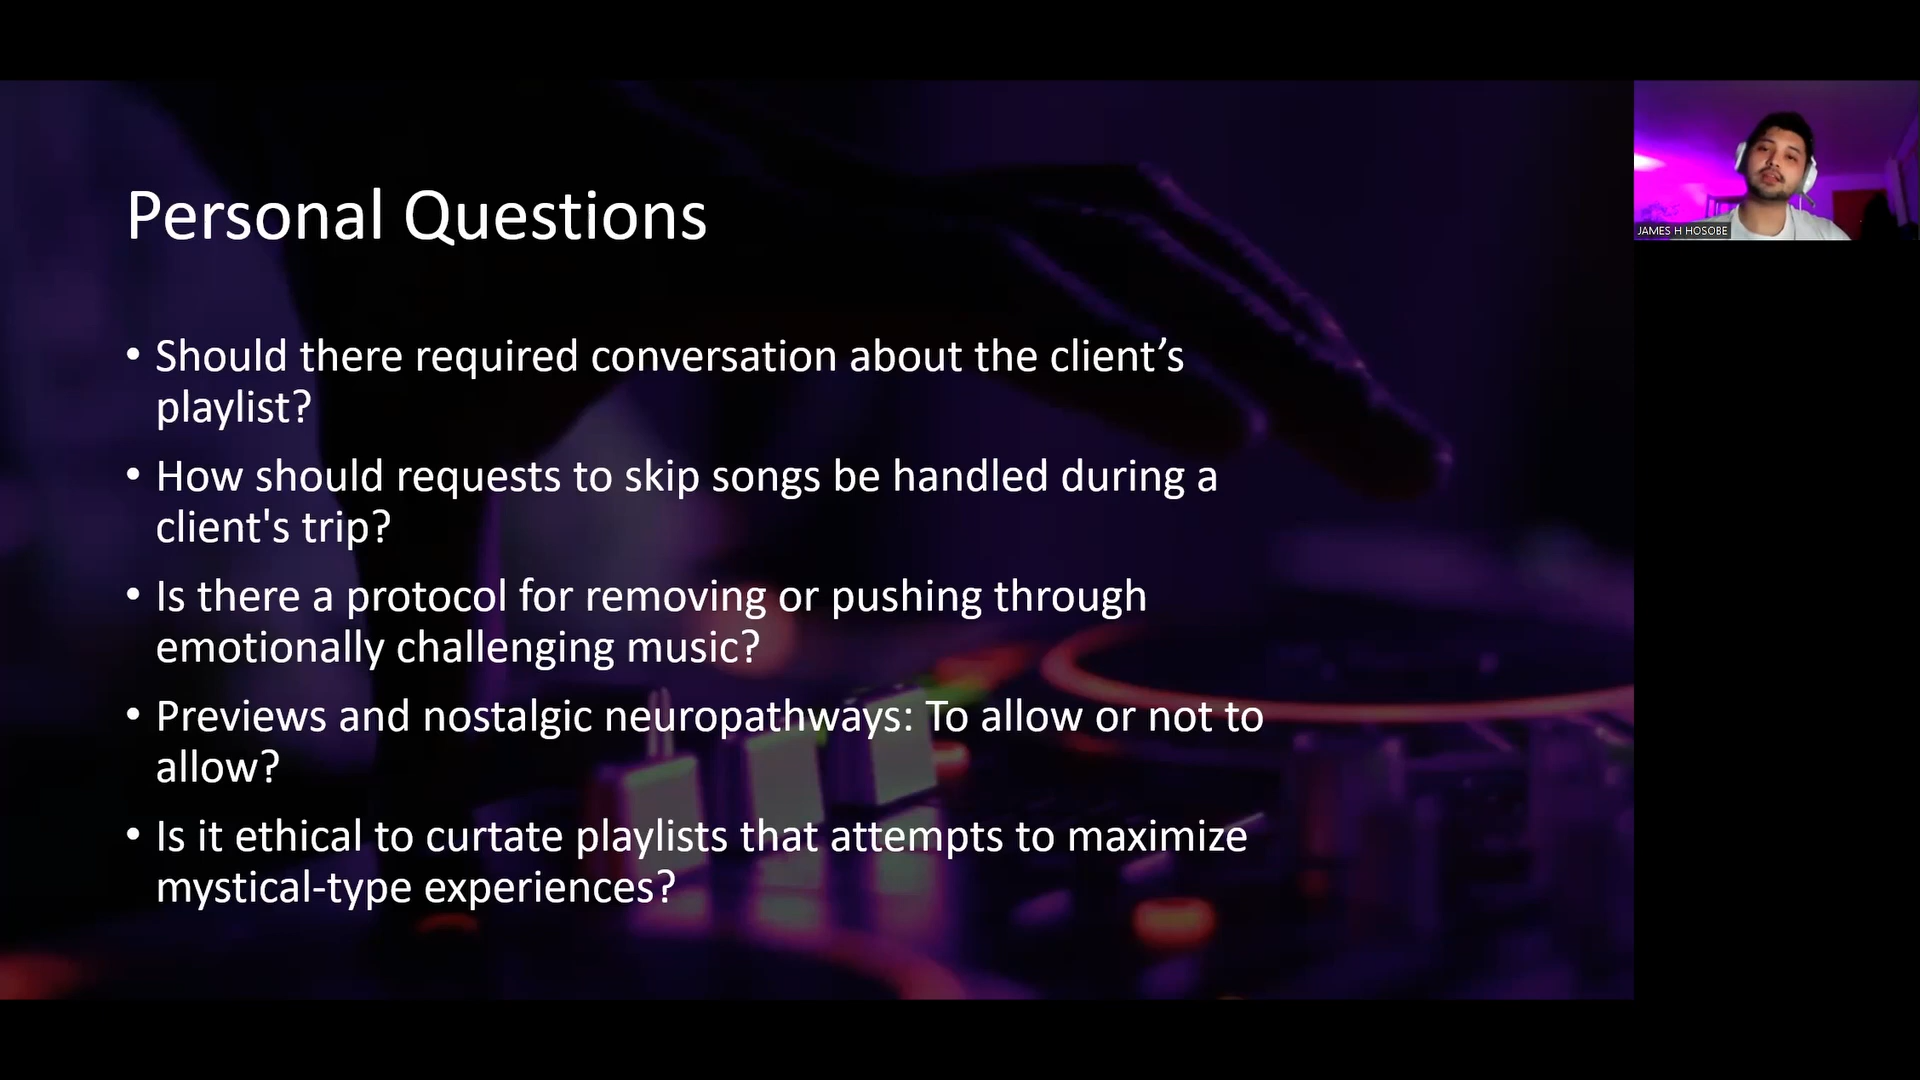 Personal Questions
• Should there required conversation about the client’s
playlist?
• How should requests to skip songs be handled during a
client's trip?
• Is there a protocol for removing or pushing through
emotionally challenging music?
• Previews and nostalgic neuropathways: To allow or not to
allow?
• Is it ethical to curtate playlists that attempts to maximize
mystical-type experiences?
JAMES H HOSOBE